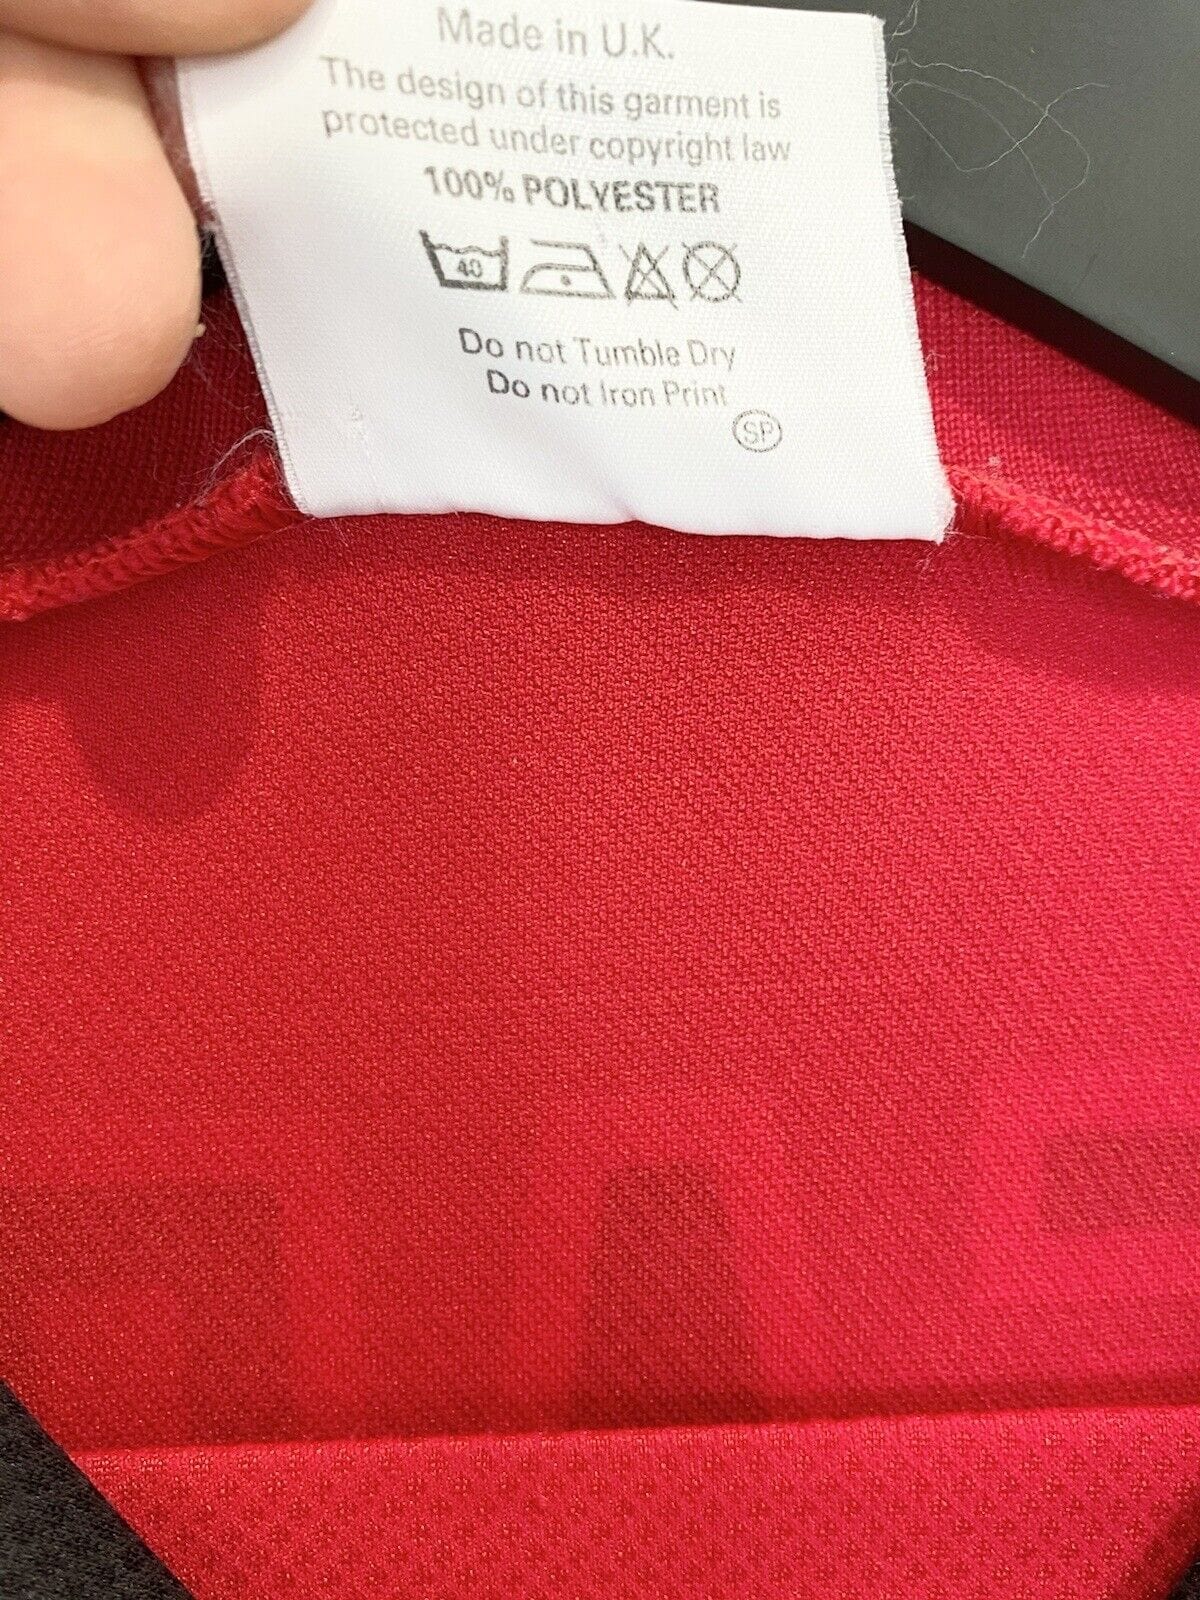 Made in U.K.
The design of this garment is
protected under copyright law
100% POLYESTER
40
Do not Tumble Dry
Do not Iron Print
SP